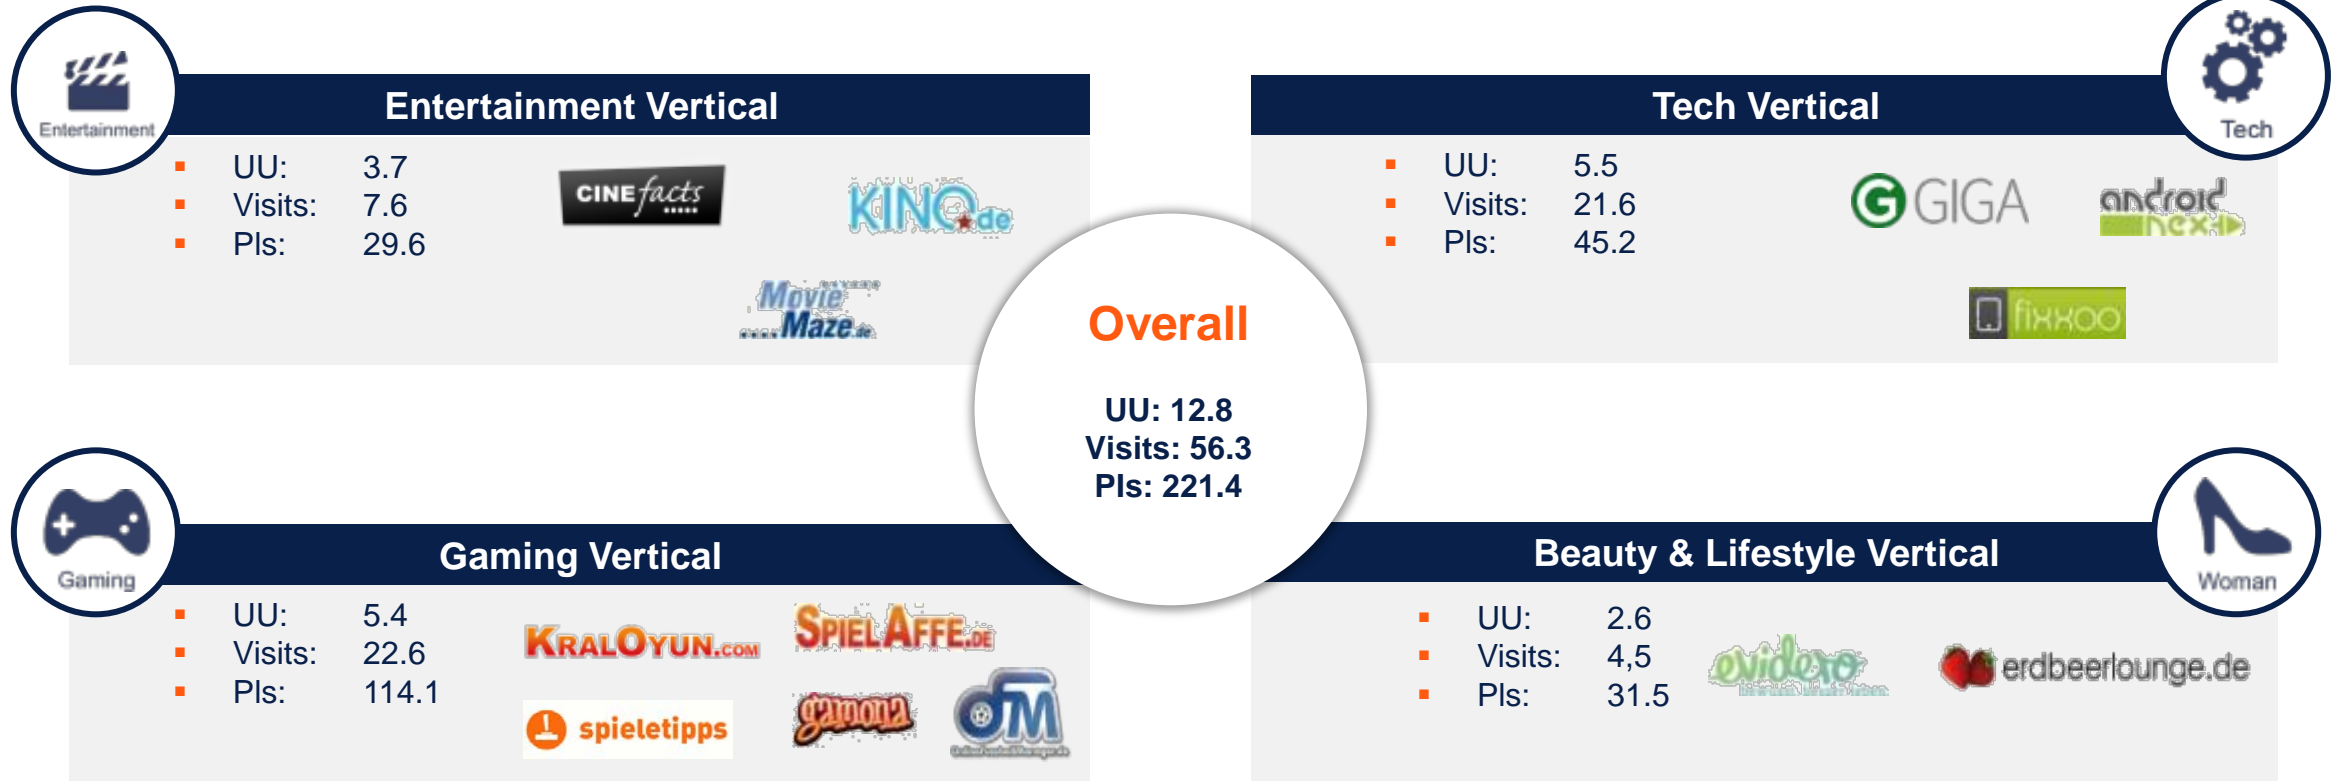 Entertainment
Entertainment Vertical
UU: 3.7
Visits: 7.6
PIs: 29.6
CINEfacts
KINO.de
Movie
Maze.de
Tech
Tech Vertical
UU: 5.5
Visits: 21.6
PIs: 45.2
G GIGA
android
next
fixxoo
Overall
UU: 12.8
Visits: 56.3
PIs: 221.4
Gaming
Gaming Vertical
UU: 5.4
Visits: 22.6
PIs: 114.1
KRALOYUN.COM
SPIELAFFE.DE
spieletipps
gamona
OFM
Woman
Beauty & Lifestyle Vertical
UU: 2.6
Visits: 4,5
PIs: 31.5
evidero
erdbeerlounge.de